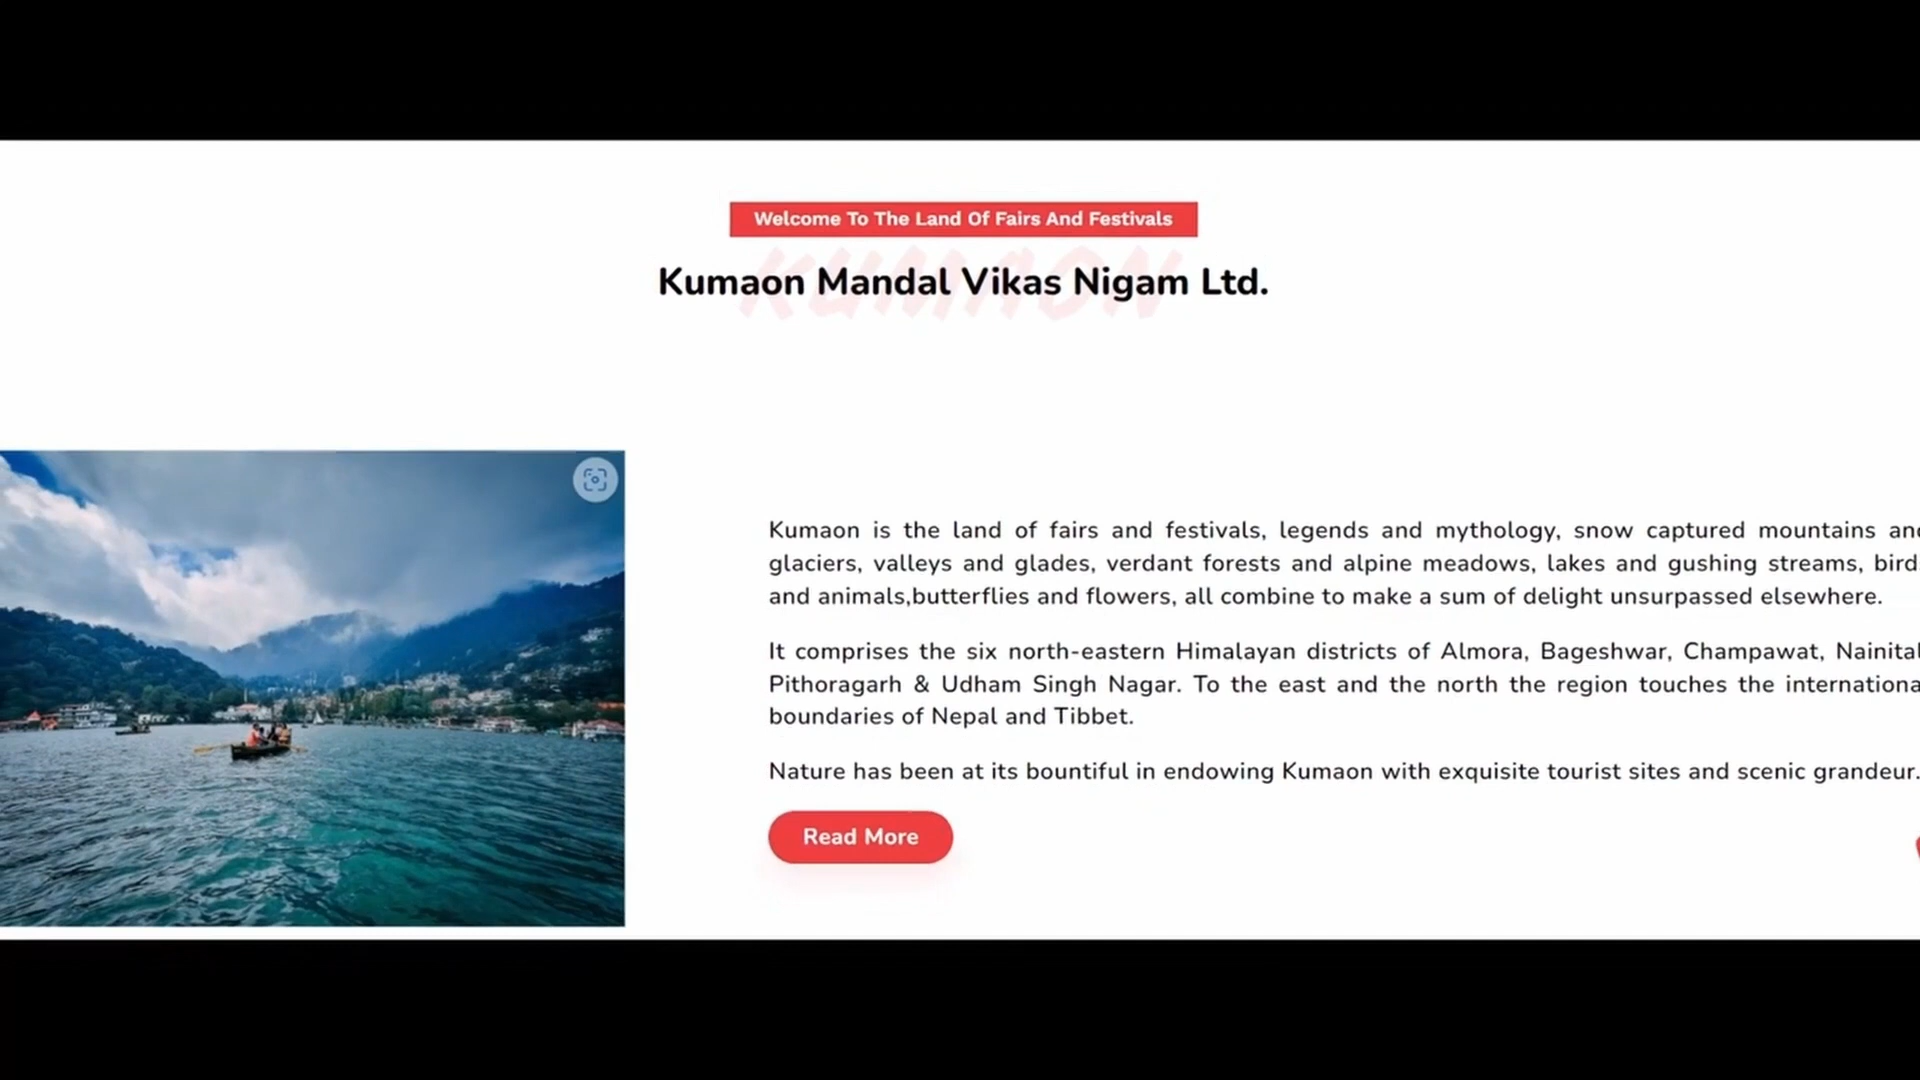 Welcome To The Land Of Fairs And Festivals
KUMAON
Kumaon Mandal Vikas Nigam Ltd.
Kumaon is the land of fairs and festivals, legends and mythology, snow captured mountains and
glaciers, valleys and glades, verdant forests and alpine meadows, lakes and gushing streams, birds
and animals,butterflies and flowers, all combine to make a sum of delight unsurpassed elsewhere.
It comprises the six north-eastern Himalayan districts of Almora, Bageshwar, Champawat, Nainital
Pithoragarh & Udham Singh Nagar. To the east and the north the region touches the international
boundaries of Nepal and Tibbet.
Nature has been at its bountiful in endowing Kumaon with exquisite tourist sites and scenic grandeur.
Read More